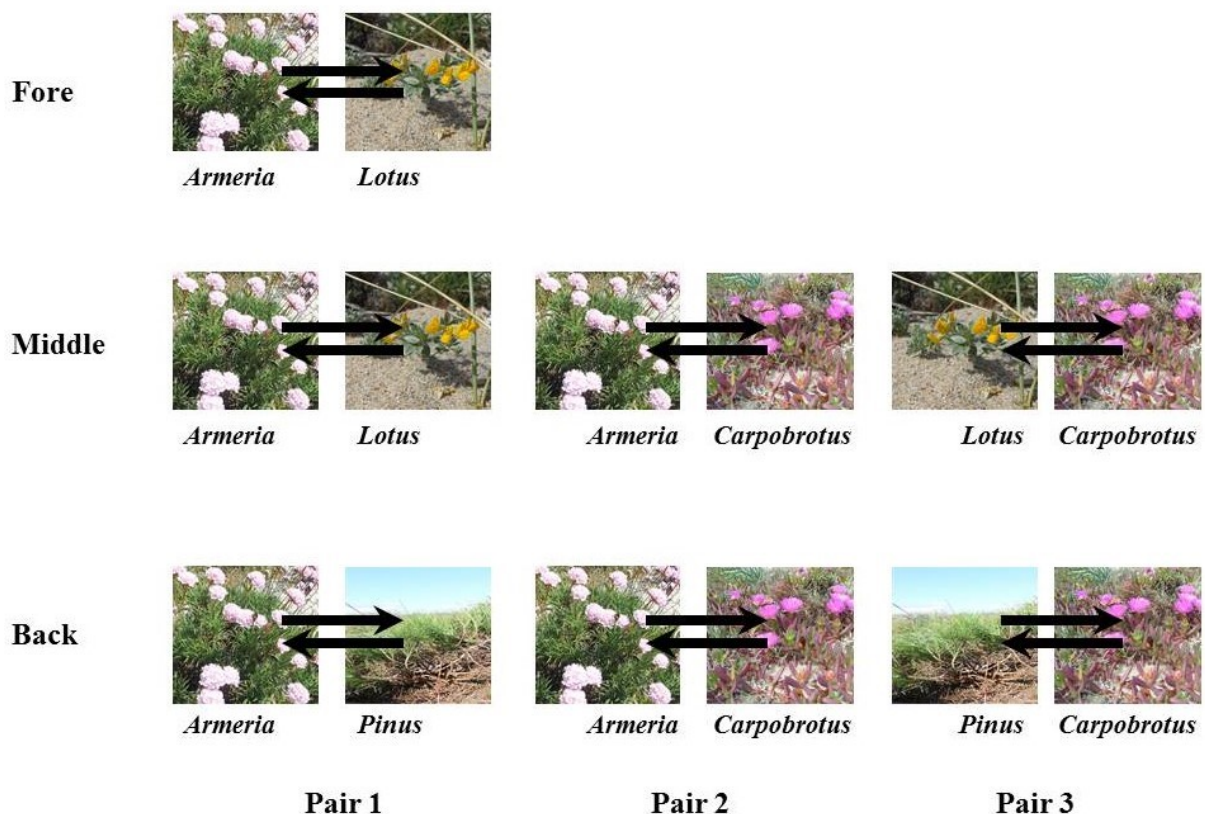 Fore
Armeria Lotus
Middle
Armeria Lotus Armeria Carpobrotus Lotus Carpobrotus
Back
Armeria Pinus Armeria Carpobrotus Pinus Carpobrotus
Pair 1 Pair 2 Pair 3